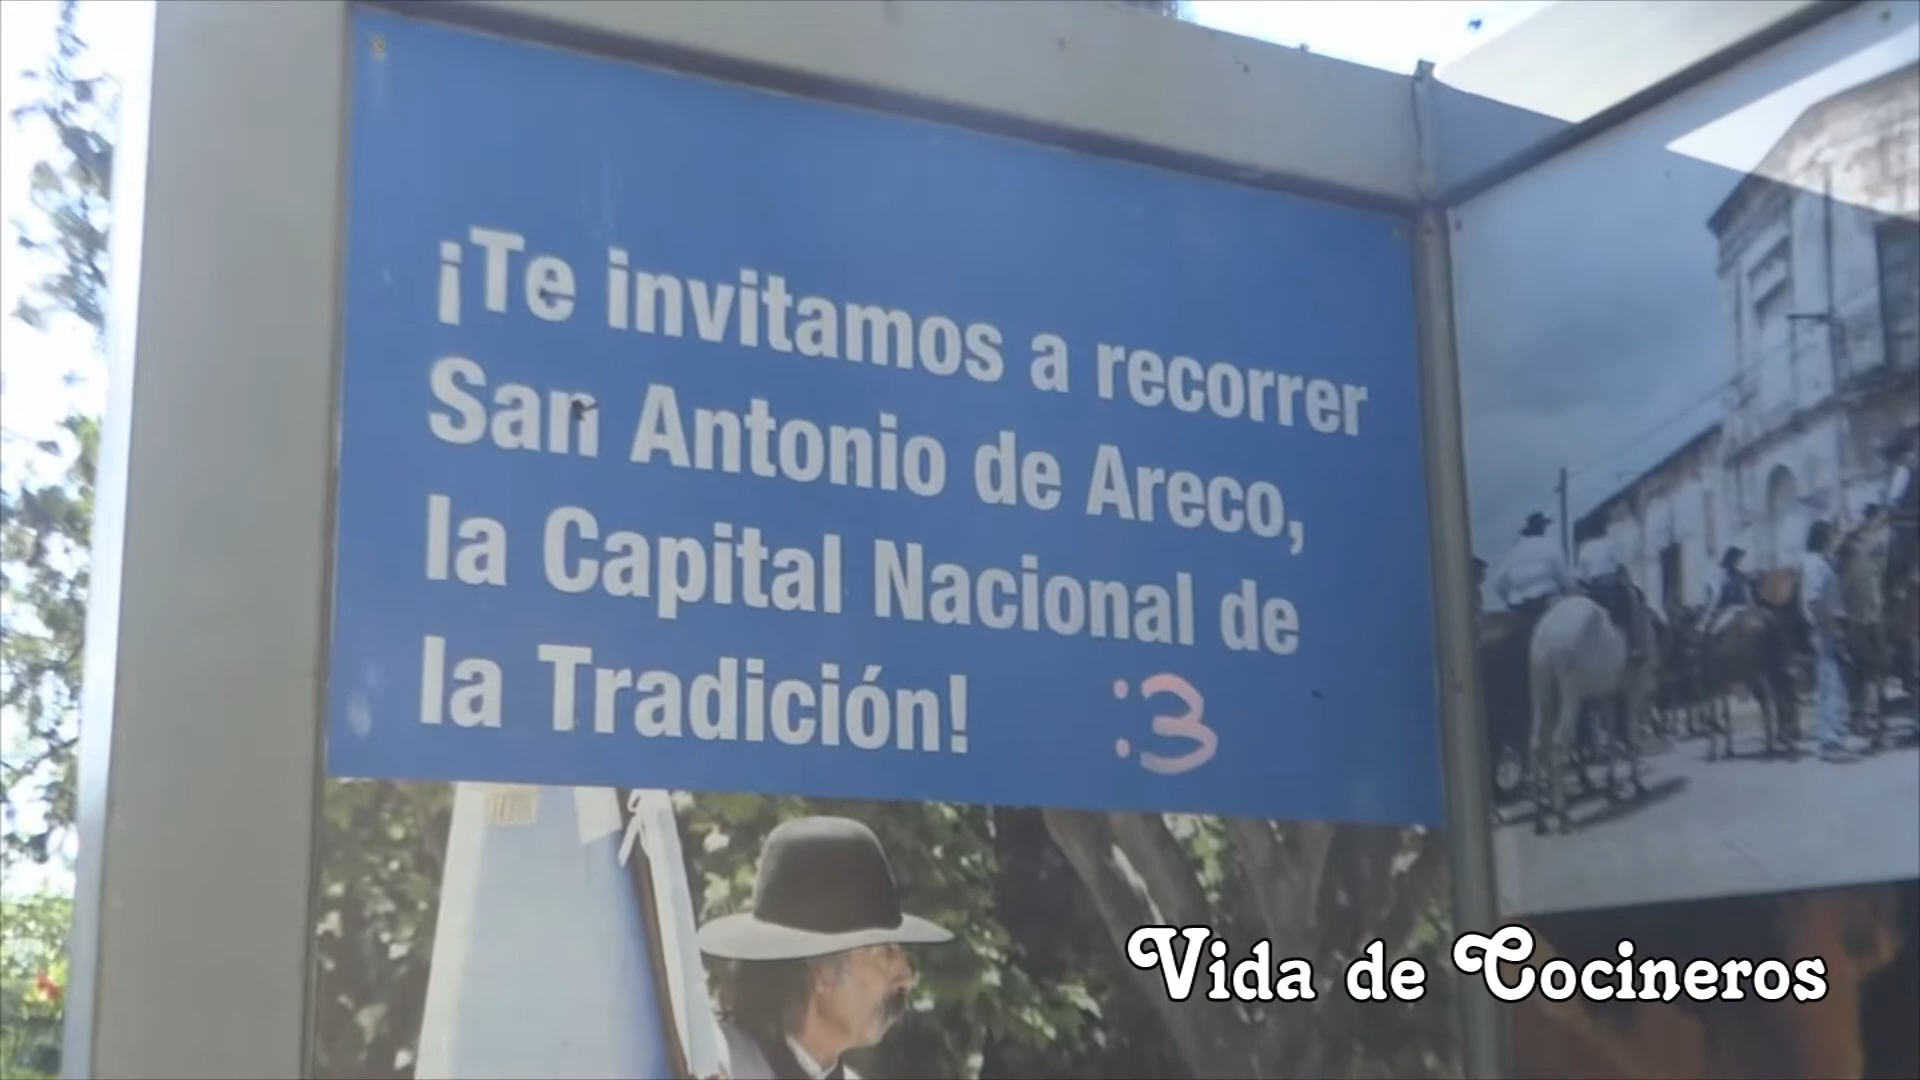 ¡Te invitamos a recorrer
San Antonio de Areco,
la Capital Nacional de
la Tradición! :3
Vida de Cocineros